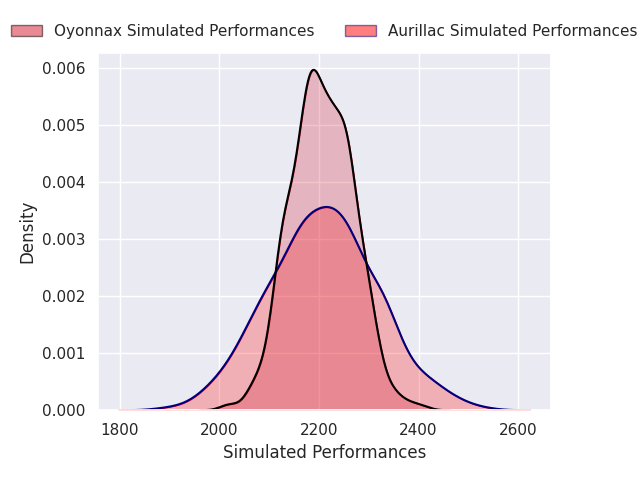 Oyonnax Simulated Performances Aurillac Simulated Performances
0.006
0.005
0.004
0.003
0.002
0.001
0.000
Density
1800 2000 2200 2400 2600
Simulated Performances